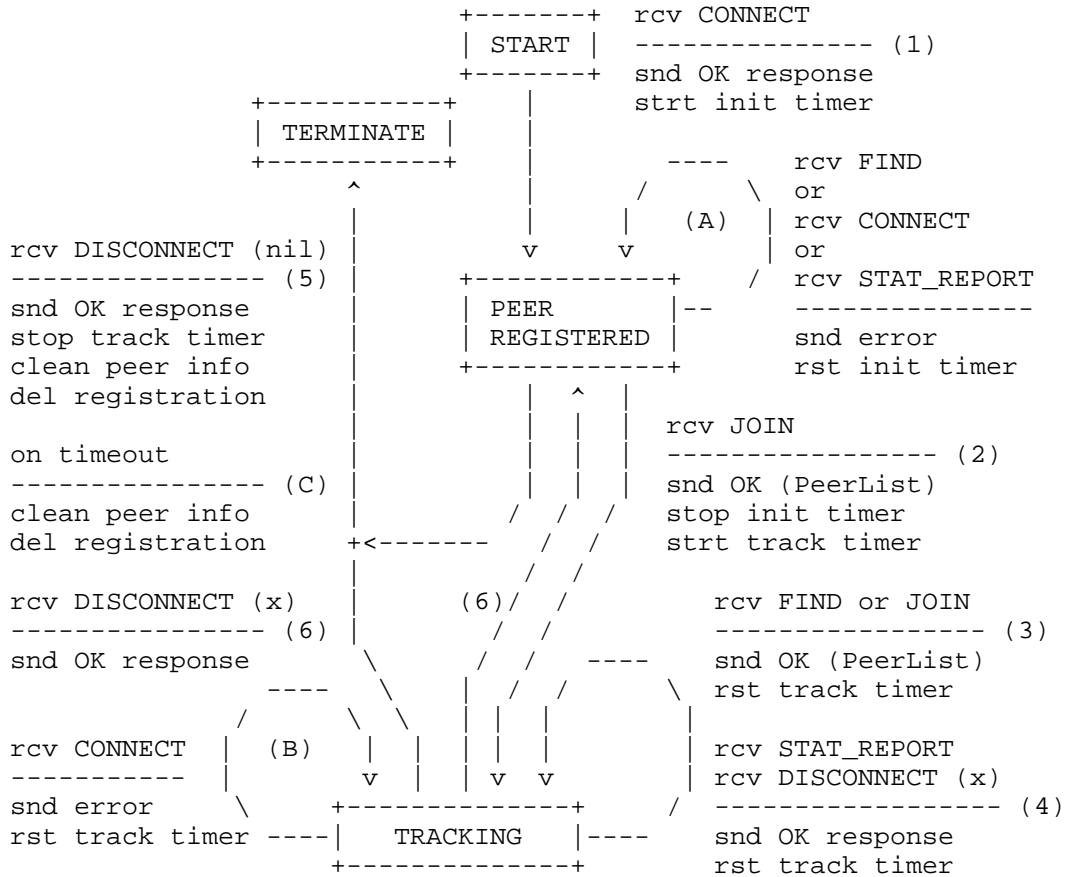 +-------+ rcv CONNECT
| START | --------------- (1)
+-------+ snd OK response
+-----------+ | strt init timer
| TERMINATE | |
+-----------+ | ---- rcv FIND
^ | / \ or
| | | (A) | rcv CONNECT
rcv DISCONNECT (nil) | v v | or
---------------- (5) | +------------+ / rcv STAT_REPORT
snd OK response | | PEER |-- ---------------
stop track timer | | REGISTERED | snd error
clean peer info | +------------+ rst init timer
del registration | | ^ |
| | | | rcv JOIN
on timeout | | | | ----------------- (2)
---------------- (C) | | | | snd OK (PeerList)
clean peer info | / / / stop init timer
del registration +<------- / / strt track timer
| / /
rcv DISCONNECT (x) | (6)/ / rcv FIND or JOIN
---------------- (6) | / / ----------------- (3)
snd OK response \ / / ---- snd OK (PeerList)
---- \ | / / \ rst track timer
/ \ \ | | | |
rcv CONNECT | (B) | | | | | | rcv STAT_REPORT
----------- | v | | v v | rcv DISCONNECT (x)
snd error \ +--------------+ / ------------------ (4)
rst track timer ----| TRACKING |---- snd OK response
+--------------+ rst track timer